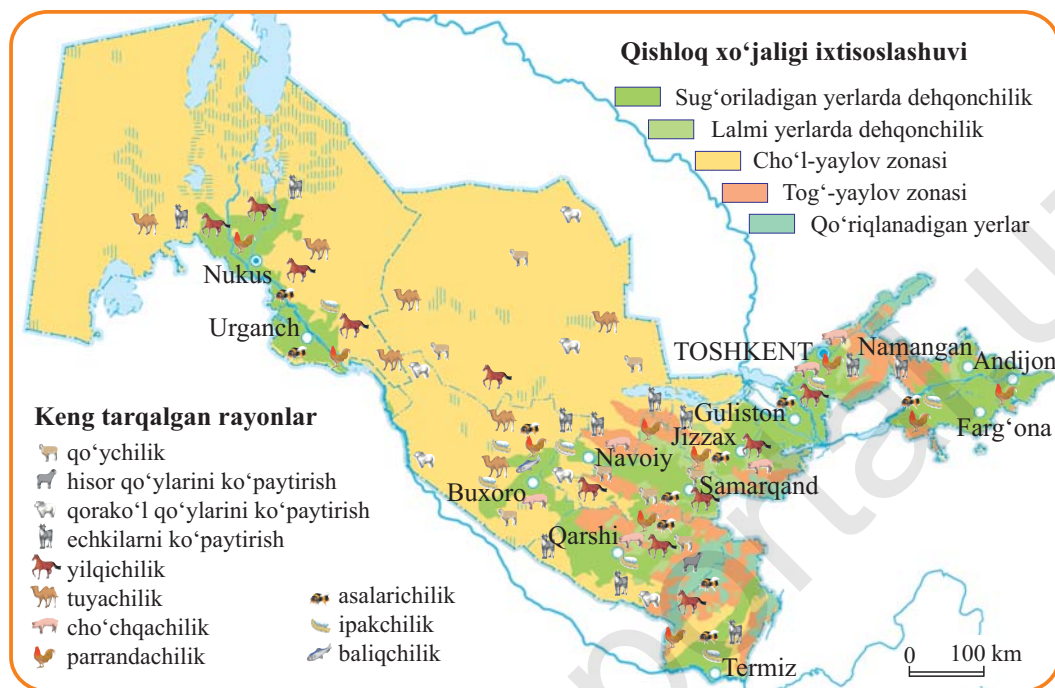 Qishloq xo‘jaligi ixtisoslashuvi
Sug‘oriladigan yerlarda dehqonchilik
Lalmi yerlarda dehqonchilik
Cho‘l-yaylov zonasi
Tog‘-yaylov zonasi
Qo‘riqlanadigan yerlar
Nukus
Urganch
TOSHKENT
Namangan
Andijon
Guliston
Farg‘ona
Jizzax
Navoiy
Samarqand
Buxoro
Qarshi
Termiz
Keng tarqalgan rayonlar
qo‘ychilik
hisor qo‘ylarini ko‘paytirish
qorako‘l qo‘ylarini ko‘paytirish
echkilarni ko‘paytirish
yilqichilik
tuyachilik
cho‘chqachilik
parrandachilik
asalarichilik
ipakchilik
baliqchilik
0 100 km